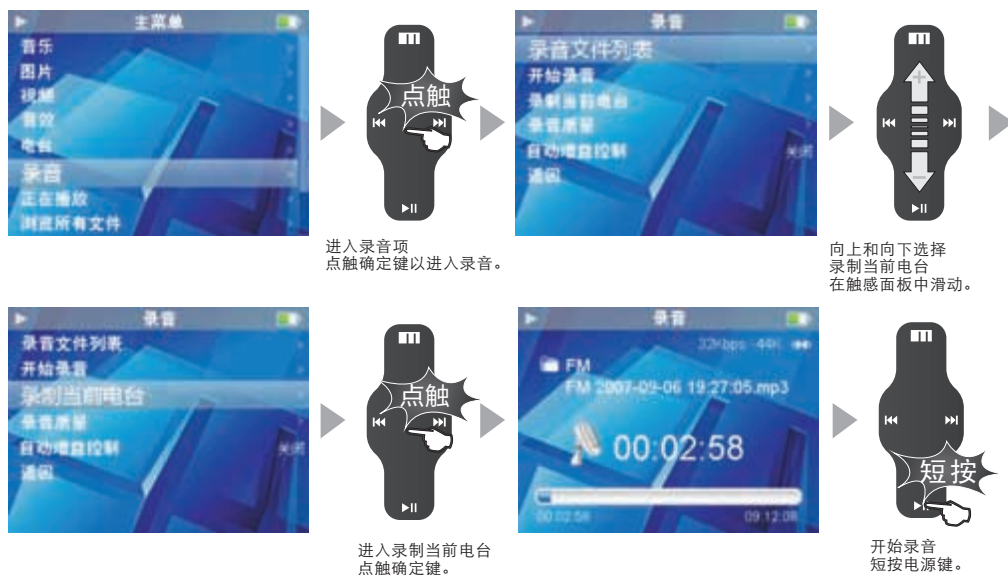 主菜单
音乐
图片
视频
音效
电台
录音
正在播放
浏览所有文件
点触
进入录音项
点触确定键以进入录音。
录音
录音文件列表
开始录音
录制当前电台
录音质量
自动增益控制 关闭
返回
向上和向下选择
录制当前电台
在触感面板中滑动。
录音
录音文件列表
开始录音
录制当前电台
录音质量
自动增益控制 关闭
返回
点触
进入录制当前电台
点触确定键。
录音
32Kbps 44K
FM
FM 2007-09-06 19:27:05.mp3
00:02:58
00:02:58 09:12:08
短按
开始录音
短按电源键。